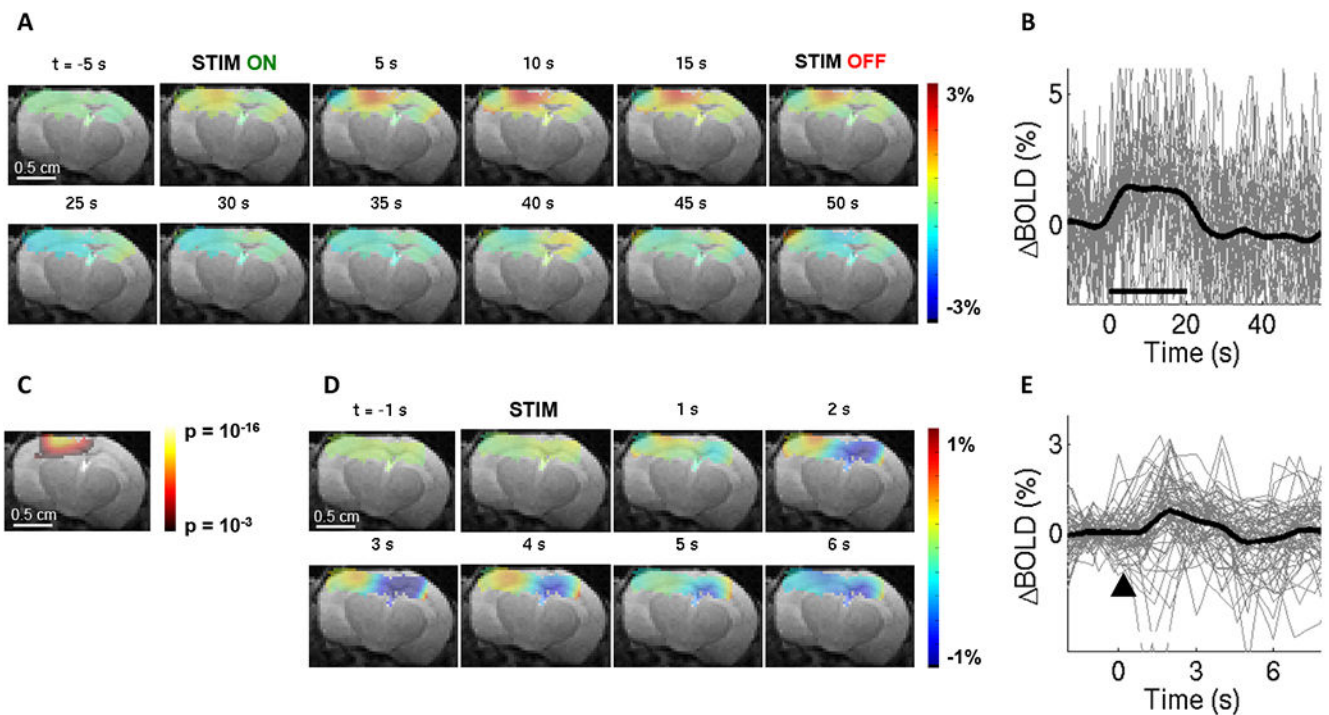 A
t = -5 s STIM ON 5 s 10 s 15 s STIM OFF
0.5 cm
3%
-3%
25 s 30 s 35 s 40 s 45 s 50 s
B
ΔBOLD (%)
5
0
0 20 40
Time (s)
C
p = 10⁻¹⁶
p = 10⁻³
0.5 cm
D
t = -1 s STIM 1 s 2 s
0.5 cm
1%
-1%
3 s 4 s 5 s 6 s
E
ΔBOLD (%)
3
0
0 3 6
Time (s)